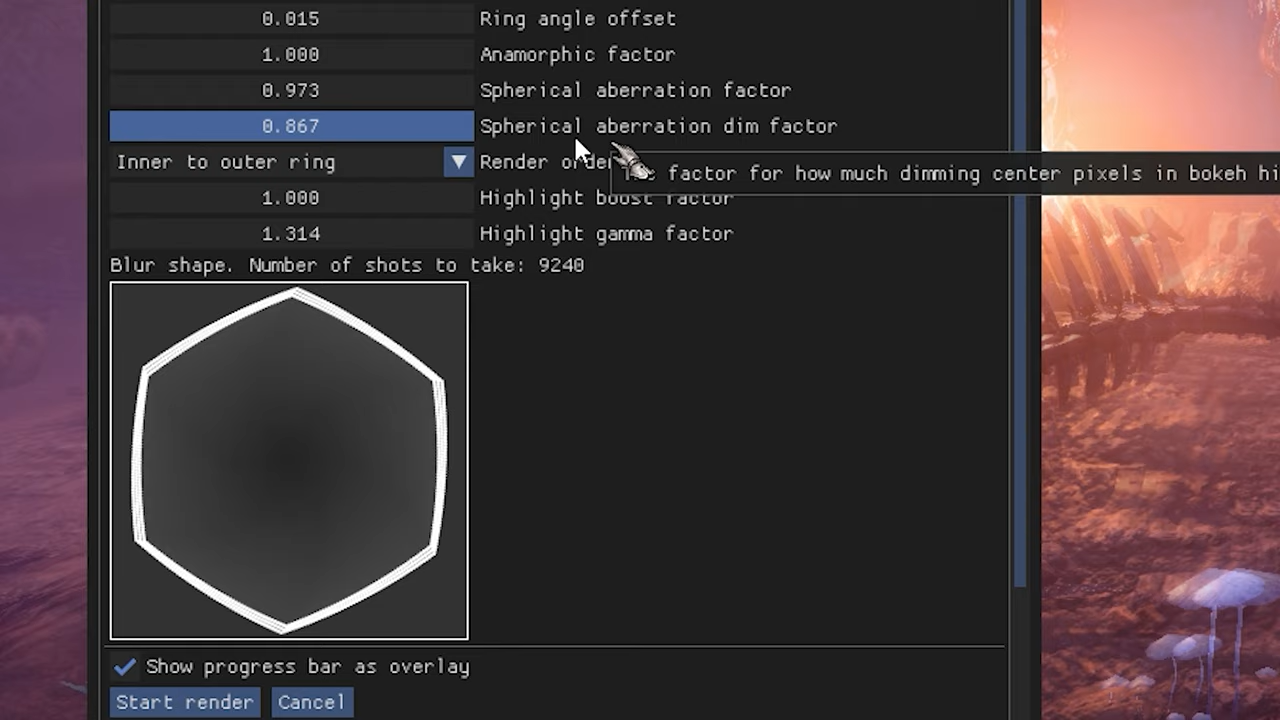 0.015 Ring angle offset
1.000 Anamorphic factor
0.973 Spherical aberration factor
0.867 Spherical aberration dim factor
Inner to outer ring Render
factor for how much dimming center pixels in bokeh
1.000 Highlight boost factor
1.314 Highlight gamma factor
Blur shape. Number of shots to take: 9240
Show progress bar as overlay
Start render Cancel